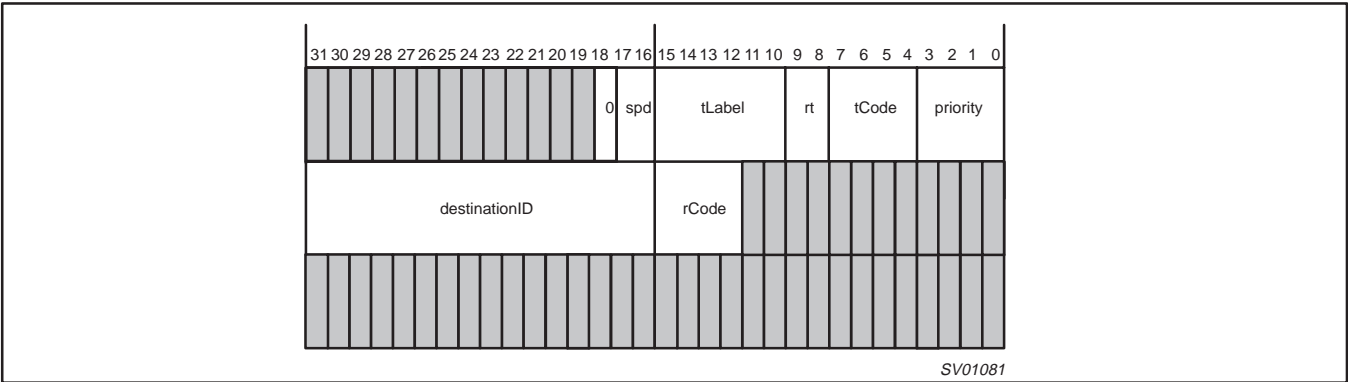 31 30 29 28 27 26 25 24 23 22 21 20 19 18 17 16 15 14 13 12 11 10 9 8 7 6 5 4 3 2 1 0
0 spd tLabel rt tCode priority
destinationID rCode
SV01081